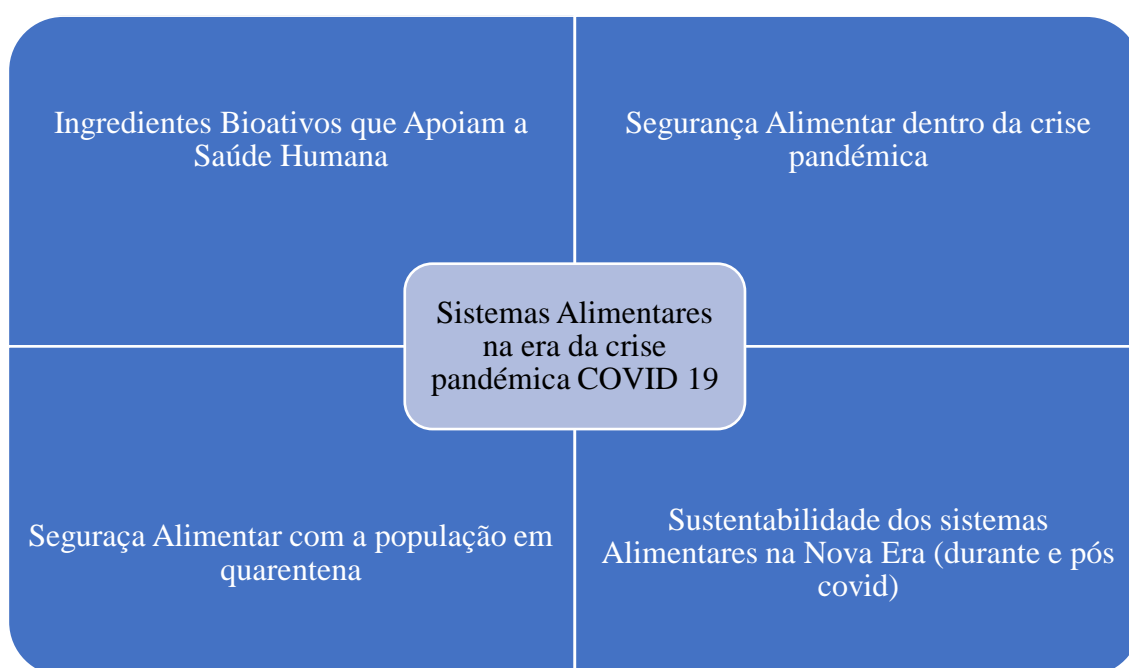 Ingredientes Bioativos que Apoiam a
Saúde Humana
Segurança Alimentar dentro da crise
pandémica
Sistemas Alimentares
na era da crise
pandémica COVID 19
Seguraça Alimentar com a população em
quarentena
Sustentabilidade dos sistemas
Alimentares na Nova Era (durante e pós
covid)